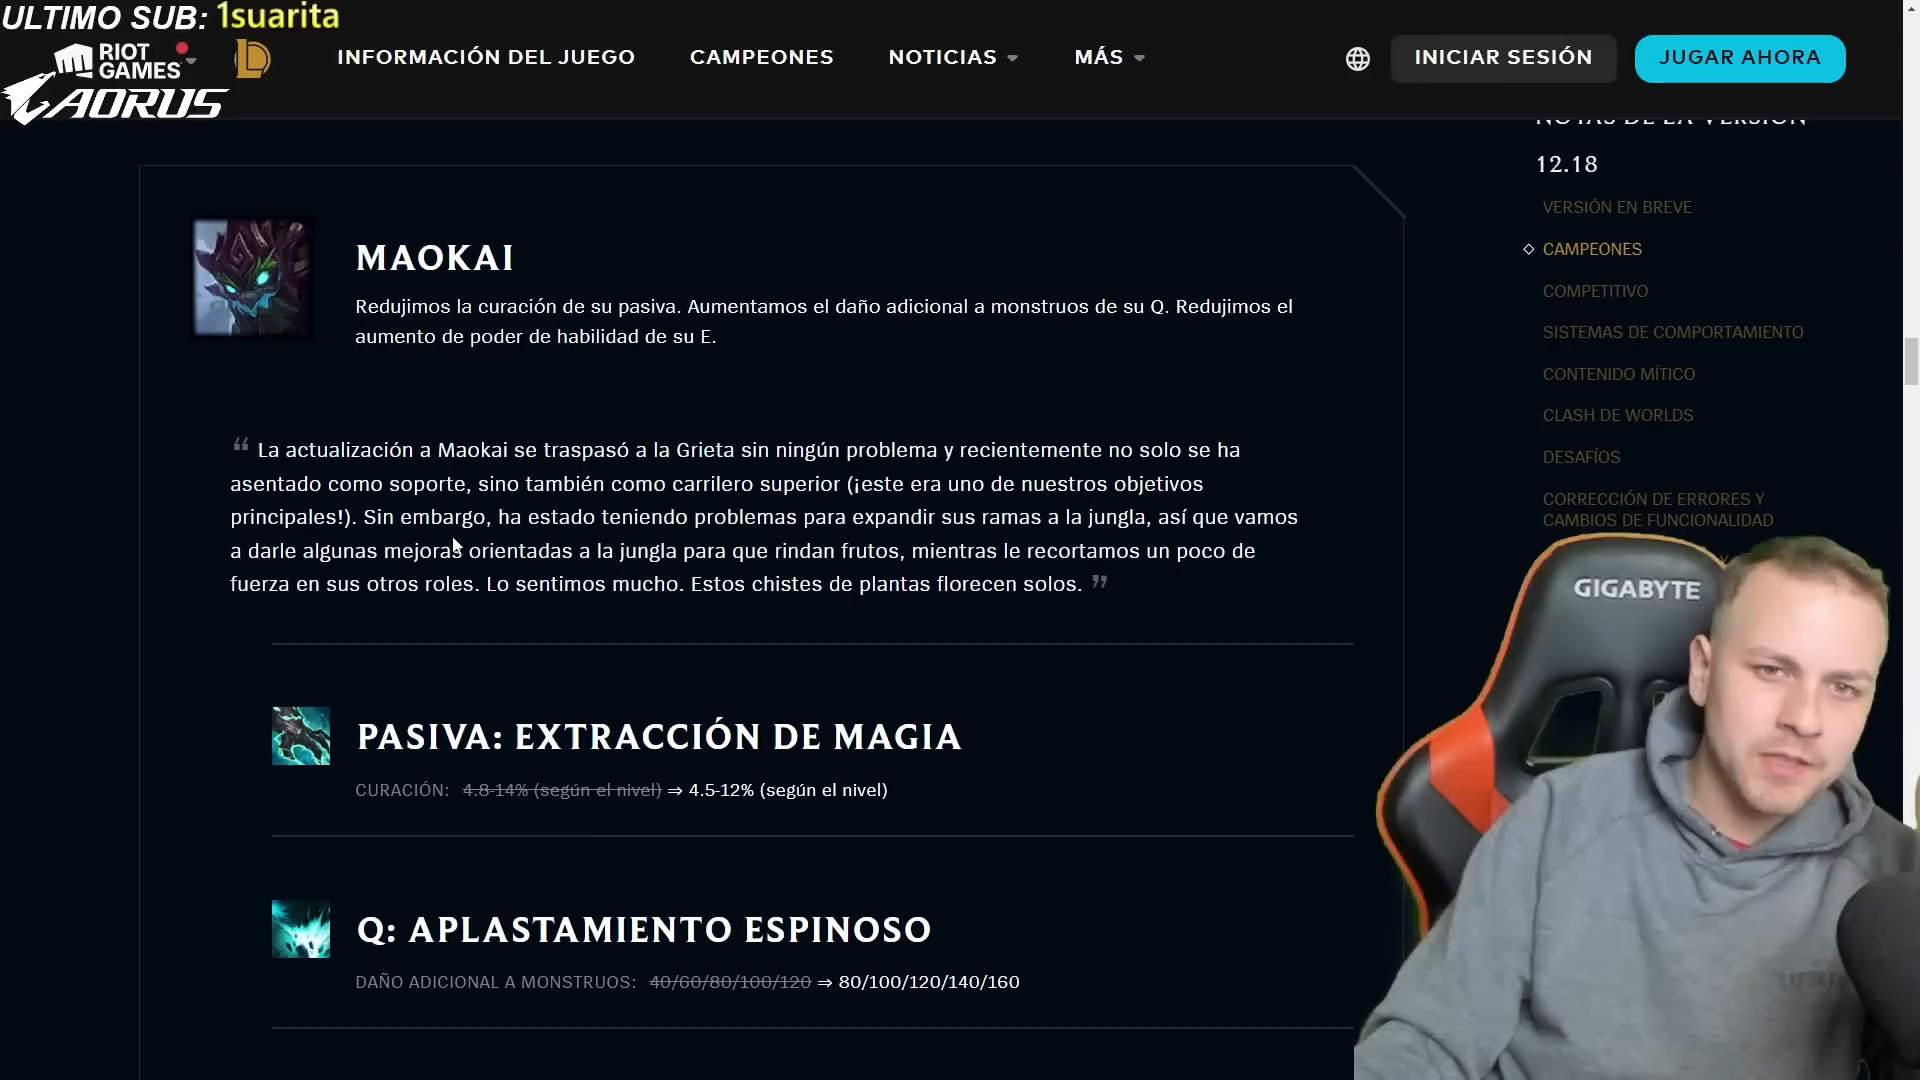 ULTIMO SUB: 1suarita
RIOT
GAMES
AORUS
INFORMACIÓN DEL JUEGO
CAMPEONES
NOTICIAS
MÁS
INICIAR SESIÓN
JUGAR AHORA
NOTAS DE LA VERSIÓN
12.18
VERSIÓN EN BREVE
CAMPEONES
COMPETITIVO
SISTEMAS DE COMPORTAMIENTO
CONTENIDO MÍTICO
CLASH DE WORLDS
DESAFÍOS
CORRECCIÓN DE ERRORES Y
CAMBIOS DE FUNCIONALIDAD
MAOKAI
Redujimos la curación de su pasiva. Aumentamos el daño adicional a monstruos de su Q. Redujimos el
aumento de poder de habilidad de su E.
“ La actualización a Maokai se traspasó a la Grieta sin ningún problema y recientemente no solo se ha
asentado como soporte, sino también como carrilero superior (¡este era uno de nuestros objetivos
principales!). Sin embargo, ha estado teniendo problemas para expandir sus ramas a la jungla, así que vamos
a darle algunas mejoras orientadas a la jungla para que rindan frutos, mientras le recortamos un poco de
fuerza en sus otros roles. Lo sentimos mucho. Estos chistes de plantas florecen solos. ”
PASIVA: EXTRACCIÓN DE MAGIA
CURACIÓN: 4.8-14% (según el nivel) ⇒ 4.5-12% (según el nivel)
Q: APLASTAMIENTO ESPINOSO
DAÑO ADICIONAL A MONSTRUOS: 40/60/80/100/120 ⇒ 80/100/120/140/160
GIGABYTE